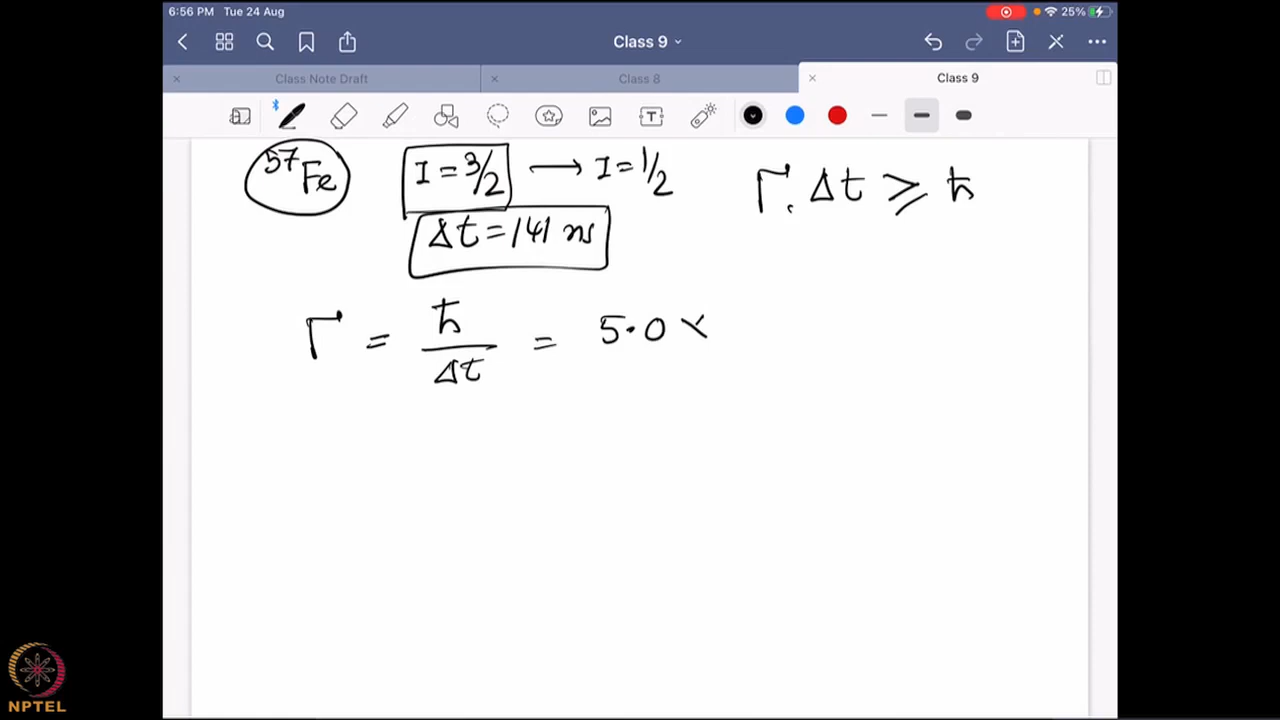 6:56 PM Tue 24 Aug 25%
Class 9
Class Note Draft Class 8 Class 9
T
⁵⁷Fe I = 3/2 → I = 1/2 Γ. Δt ≥ ħ
Δt = 141 ns
Γ = ħ/Δt = 5.0 ×
NPTEL